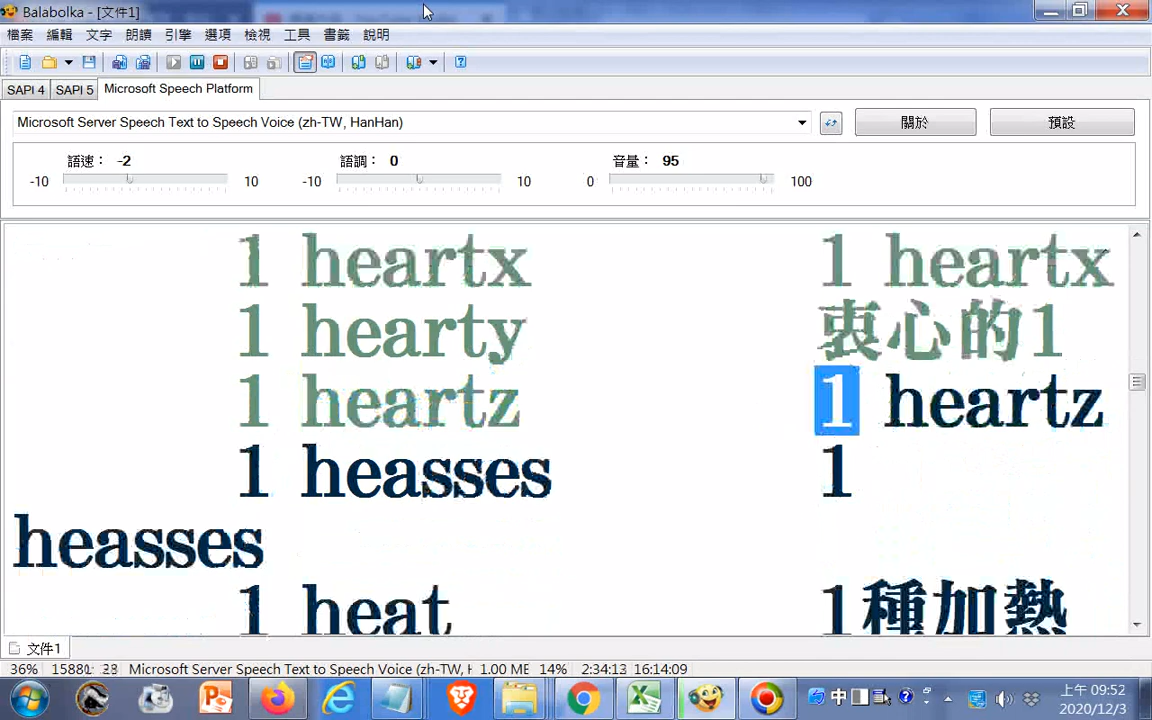 Balabolka - [文件1]
檔案 編輯 文字 朗讀 引擎 選項 檢視 工具 書籤 說明
SAPI 4 SAPI 5 Microsoft Speech Platform
Microsoft Server Speech Text to Speech Voice (zh-TW, HanHan) 關於 預設
語速: -2 語調: 0 音量: 95
-10 10 -10 10 0 100
1 heartx 1 heartx
1 hearty 衷心的1
1 heartz 1 heartz
1 heasses 1
heasses
1 heat 1種加熱
文件1
36% Microsoft Server Speech Text to Speech Voice (zh-TW, 14% 2:34:13 16:14:09
中 上午 09:52
2020/12/3